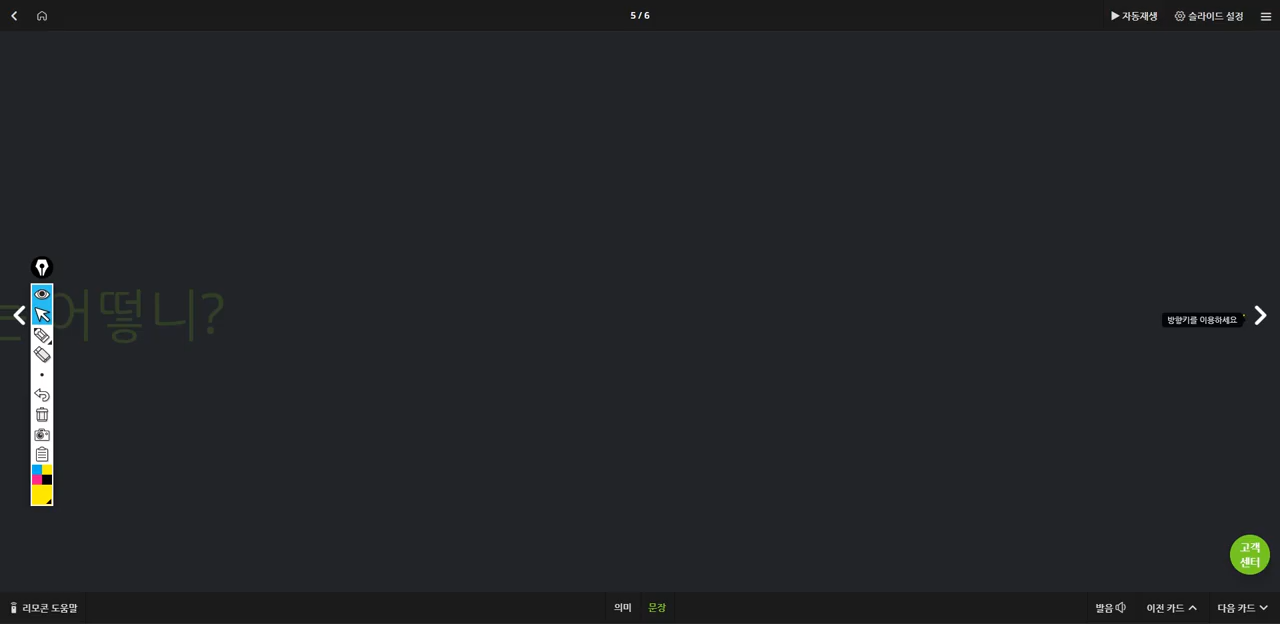 5 / 6
자동재생
슬라이드 설정
어떻니?
방향키를 이용하세요
고객
센터
리모콘 도움말
의미
문장
발음
이전 카드
다음 카드